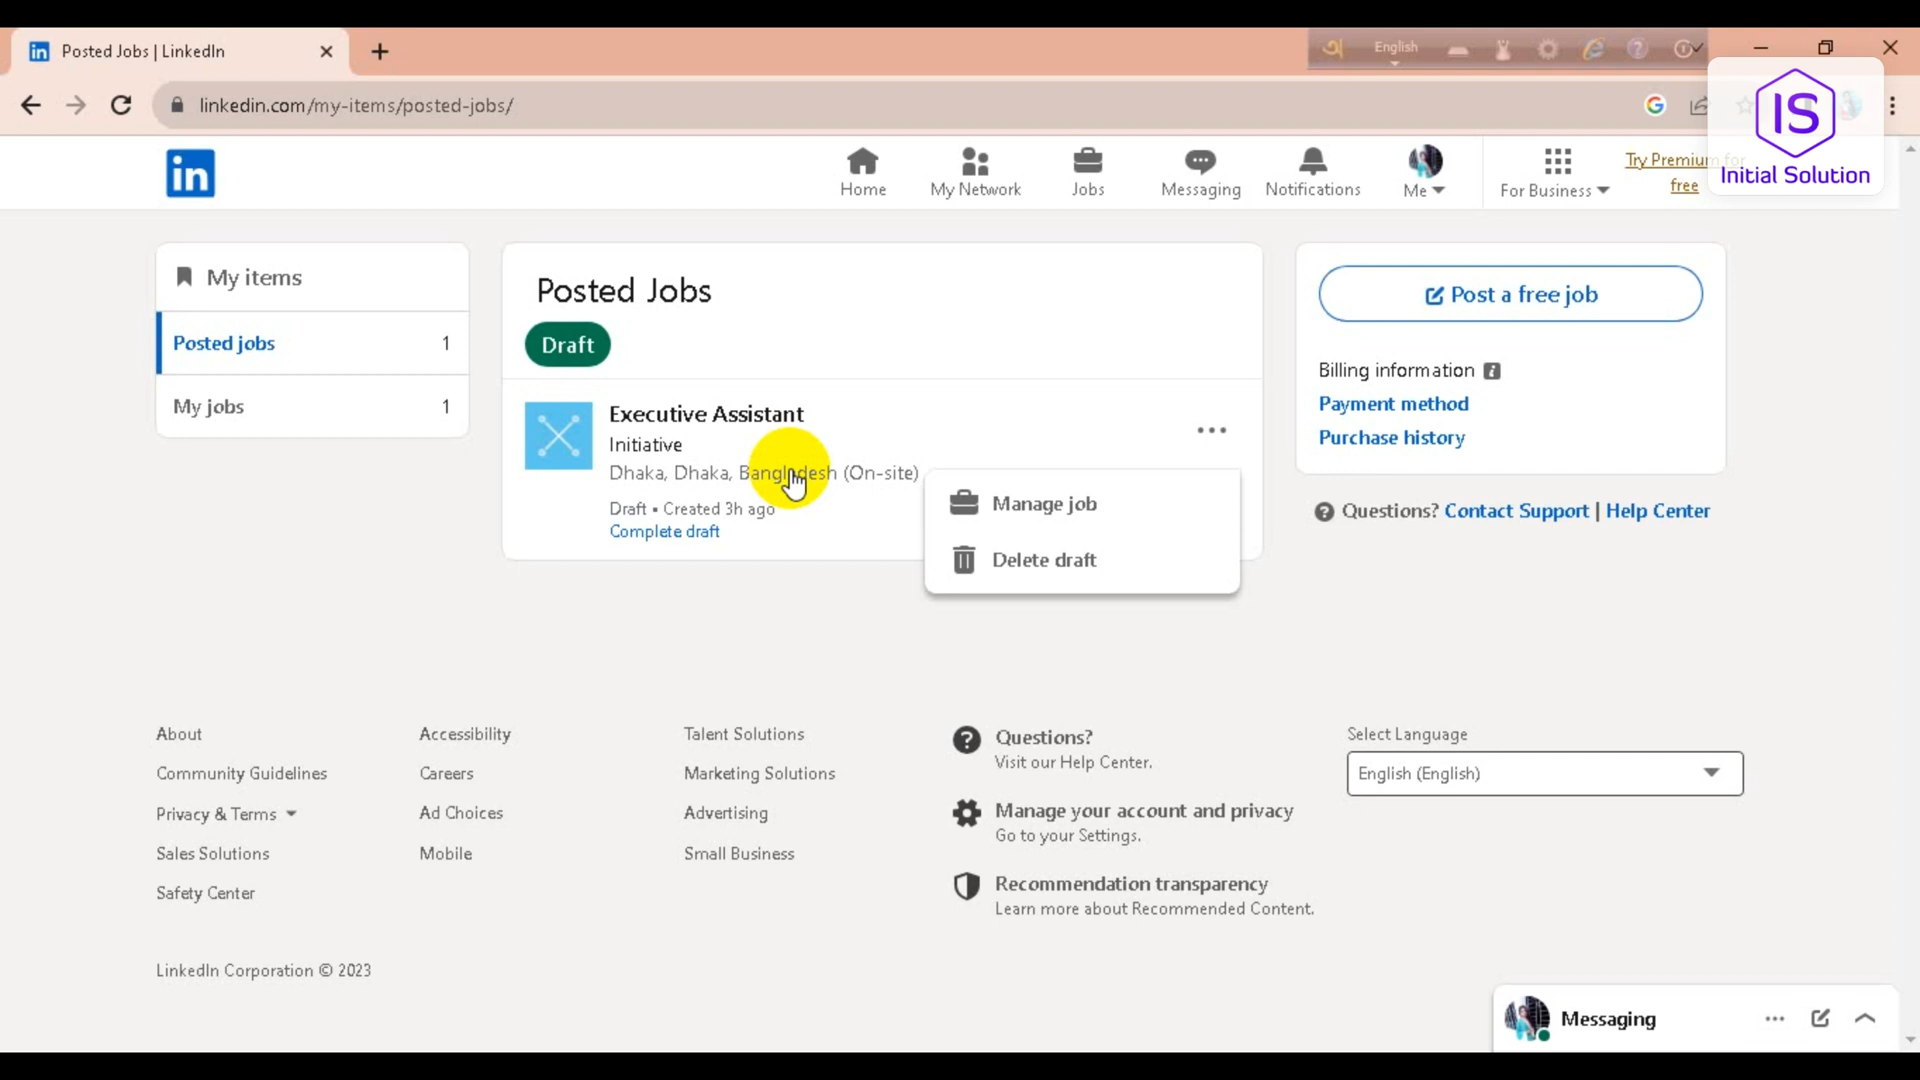 in Posted Jobs | LinkedIn
English
linkedin.com/my-items/posted-jobs/
IS
Initial Solution
in
Home
My Network
Jobs
Messaging
Notifications
Me
For Business
Try Premium for
free
My items
Posted jobs 1
My jobs 1
Posted Jobs
Draft
Executive Assistant
Initiative
Dhaka, Dhaka, Bangladesh (On-site)
Draft • Created 3h ago
Complete draft
Manage job
Delete draft
Post a free job
Billing information
Payment method
Purchase history
Questions? Contact Support | Help Center
About
Community Guidelines
Privacy & Terms
Sales Solutions
Safety Center
Accessibility
Careers
Ad Choices
Mobile
Talent Solutions
Marketing Solutions
Advertising
Small Business
Questions?
Visit our Help Center.
Manage your account and privacy
Go to your Settings.
Recommendation transparency
Learn more about Recommended Content.
Select Language
English (English)
LinkedIn Corporation © 2023
Messaging